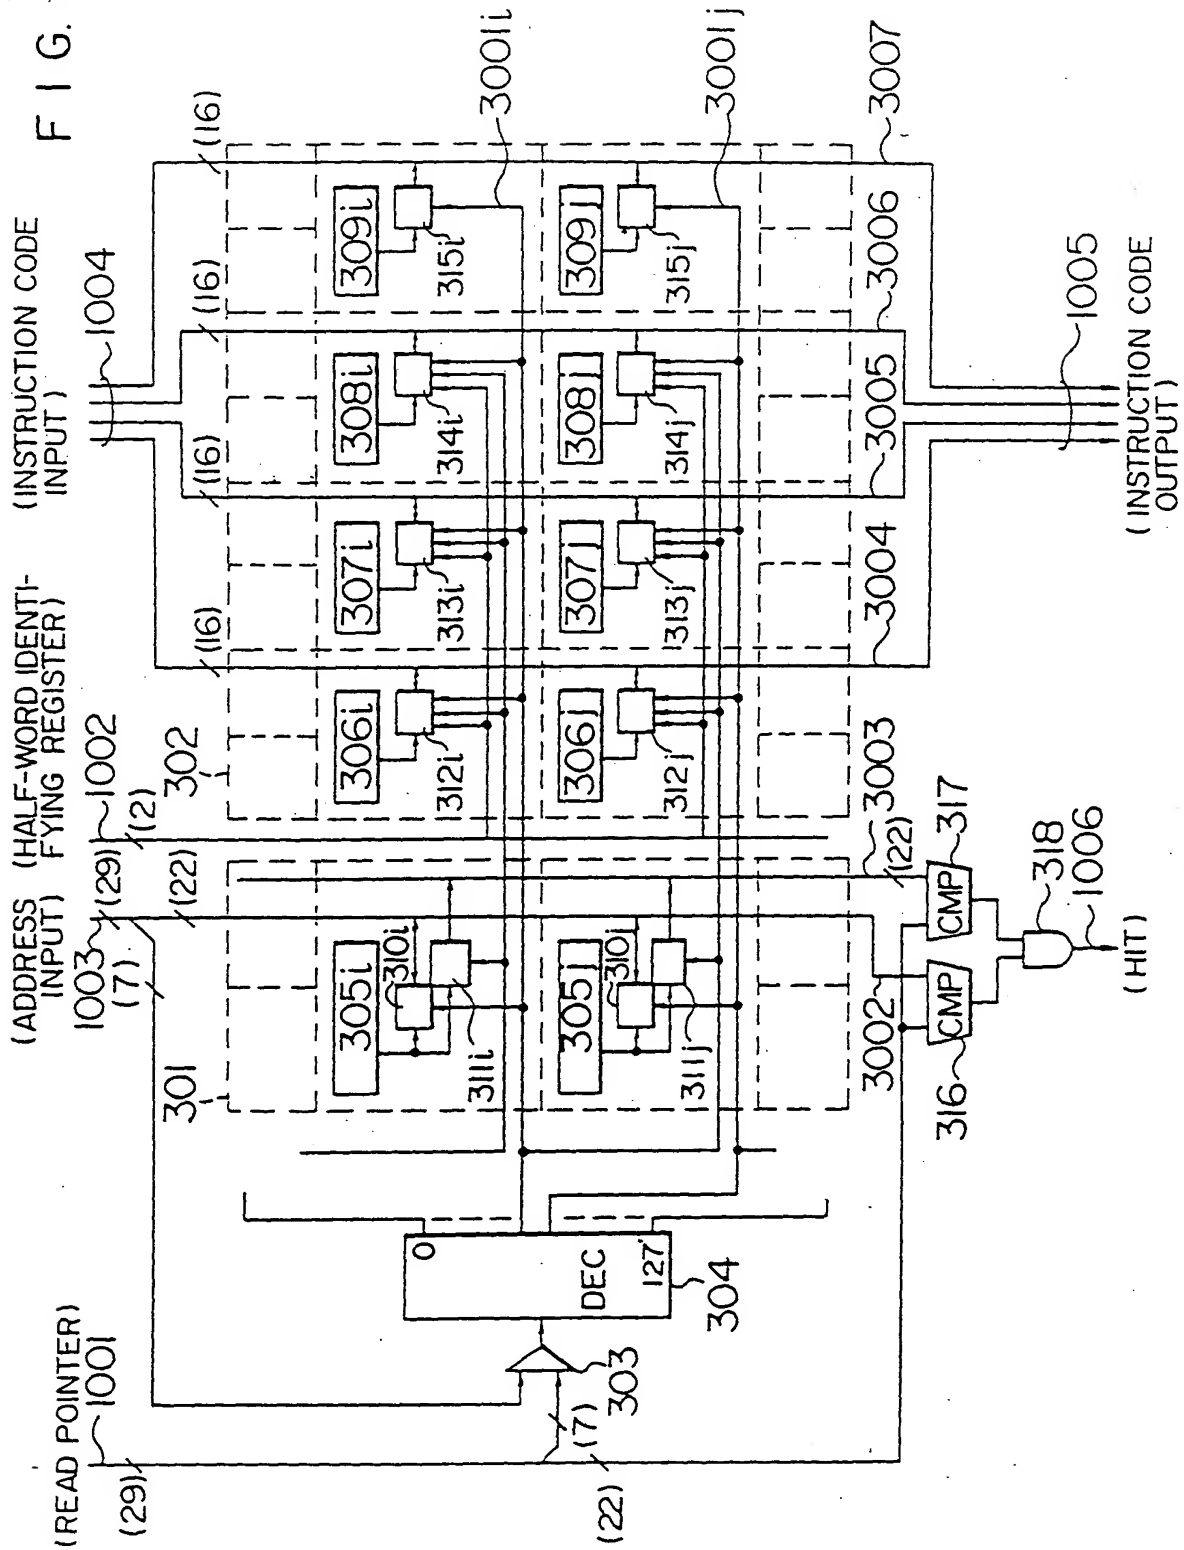 F I G.
(READ POINTER)
1001
(29)
(ADDRESS
INPUT)
1003
(29)
(7)
(22)
(HALF-WORD IDENTI-
FYING REGISTER)
1002
(2)
(INSTRUCTION CODE
INPUT)
1004
(16)
(16)
(16)
(16)
301
302
305i
310i
311i
306i
312i
307i
313i
308i
314i
309i
315i
3001i
305j
310j
311j
306j
312j
307j
313j
308j
314j
309j
315j
3001j
0
DEC
127
304
303
(7)
(22)
3002
3003
(22)
3004
3005
3006
3007
CMP
316
CMP
317
318
1006
(HIT)
1005
(INSTRUCTION CODE
OUTPUT)